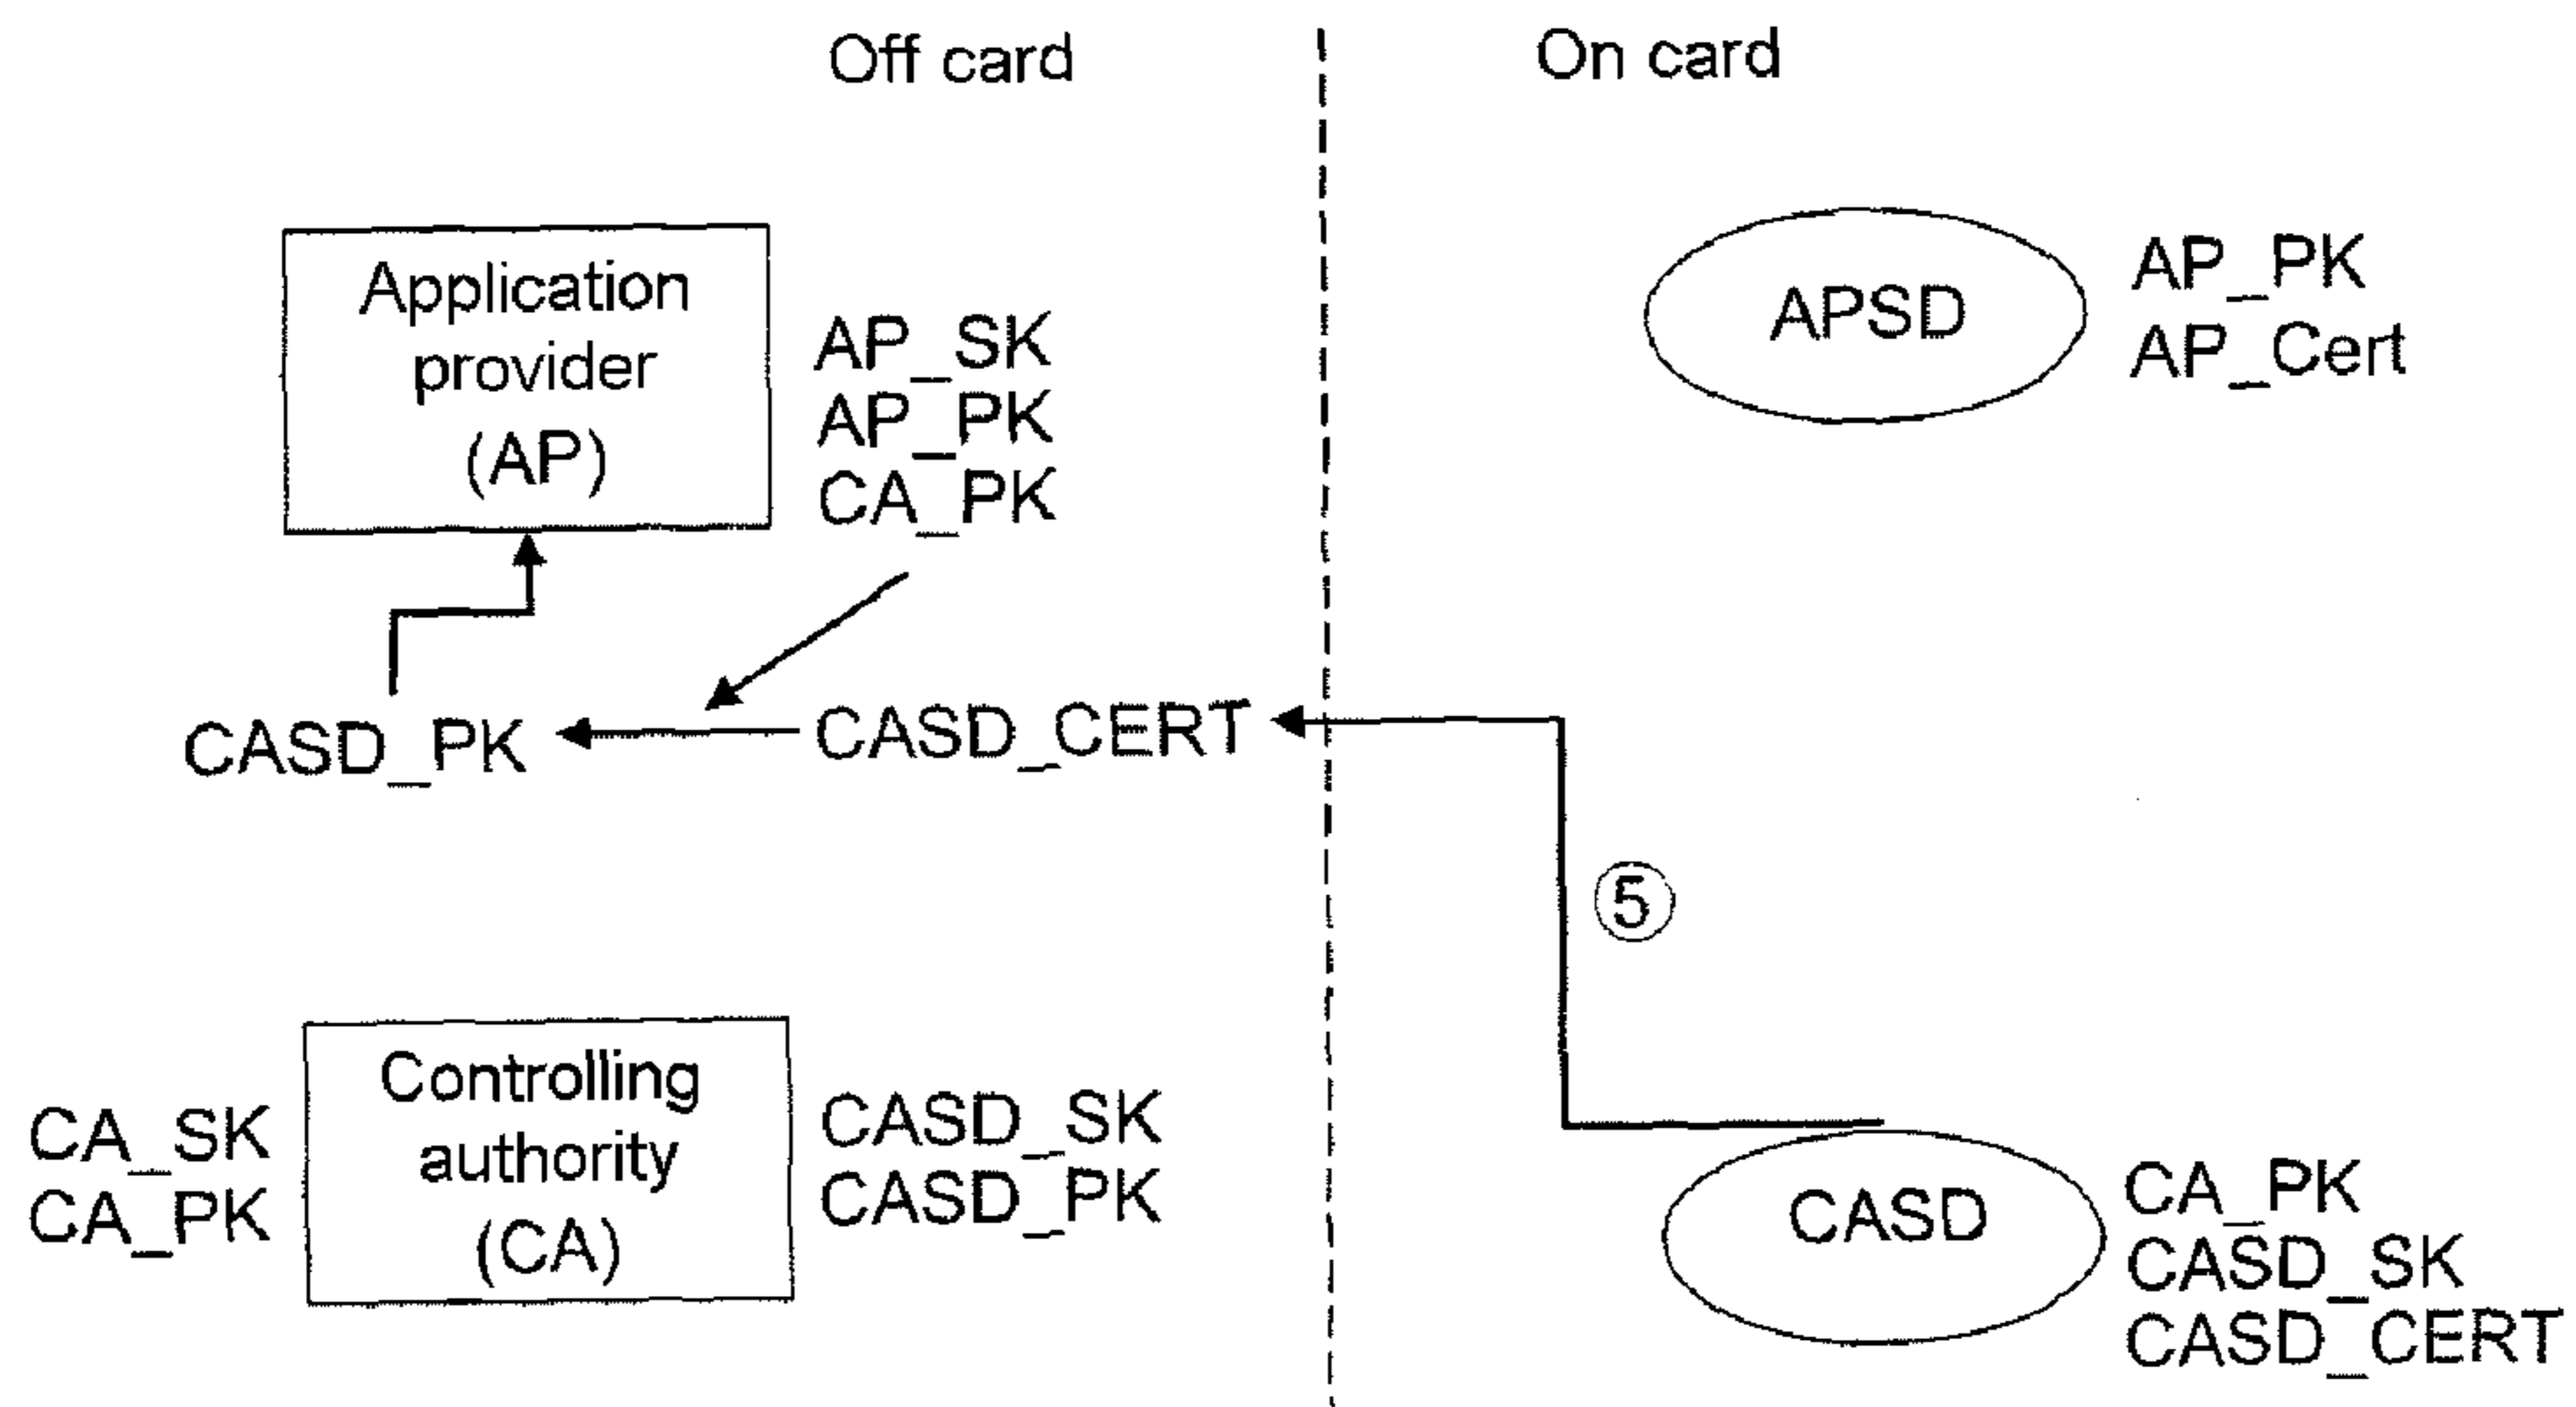 Off card
On card
Application
provider
(AP)
AP_SK
AP_PK
CA_PK
APSD
AP_PK
AP_Cert
CASD_PK
CASD_CERT
⑤
CA_SK
CA_PK
Controlling
authority
(CA)
CASD_SK
CASD_PK
CASD
CA_PK
CASD_SK
CASD_CERT